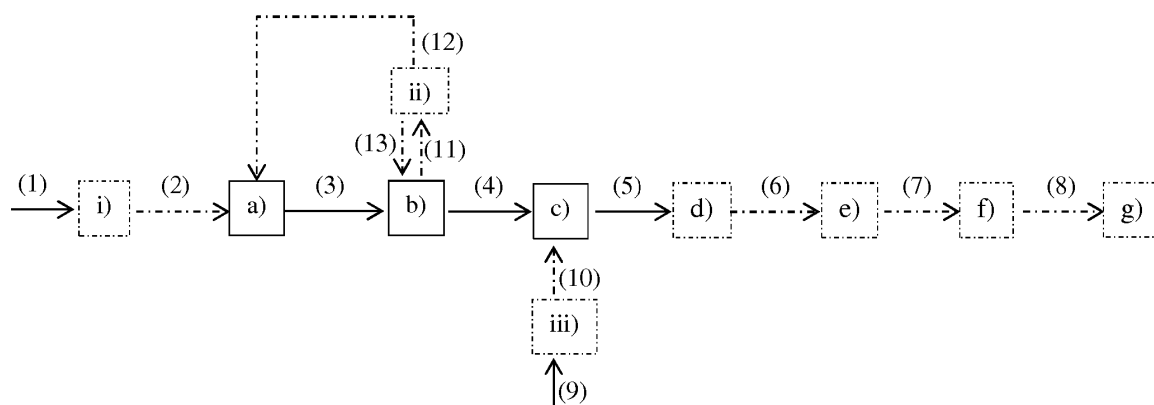 (12)
ii)
(13)
(11)
(1)
(2)
(3)
(4)
(5)
(6)
(7)
(8)
i)
a)
b)
c)
d)
e)
f)
g)
(10)
iii)
(9)